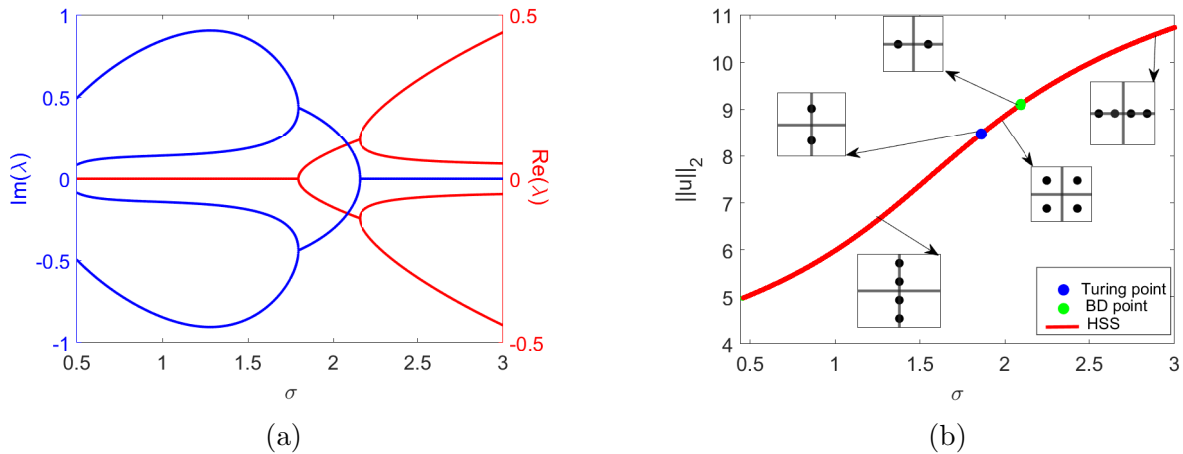 1
0.5
0
-0.5
-1
Im(λ)
0.5
0
-0.5
Re(λ)
0.5
1
1.5
2
2.5
3
σ
(a)
11
10
9
8
7
6
5
4
||u||2
0.5
1
1.5
2
2.5
3
σ
Turing point
BD point
HSS
(b)